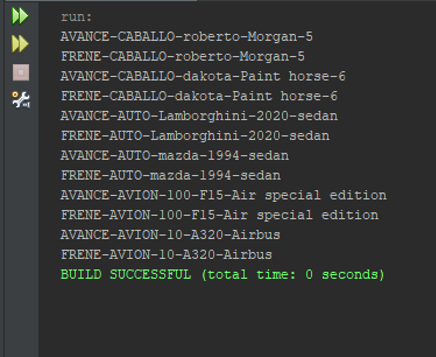 run:
AVANCE-CABALLO-roberto-Morgan-5
FRENE-CABALLO-roberto-Morgan-5
AVANCE-CABALLO-dakota-Paint horse-6
FRENE-CABALLO-dakota-Paint horse-6
AVANCE-AUTO-Lamborghini-2020-sedan
FRENE-AUTO-Lamborghini-2020-sedan
AVANCE-AUTO-mazda-1994-sedan
FRENE-AUTO-mazda-1994-sedan
AVANCE-AVION-100-F15-Air special edition
FRENE-AVION-100-F15-Air special edition
AVANCE-AVION-10-A320-Airbus
FRENE-AVION-10-A320-Airbus
BUILD SUCCESSFUL (total time: 0 seconds)